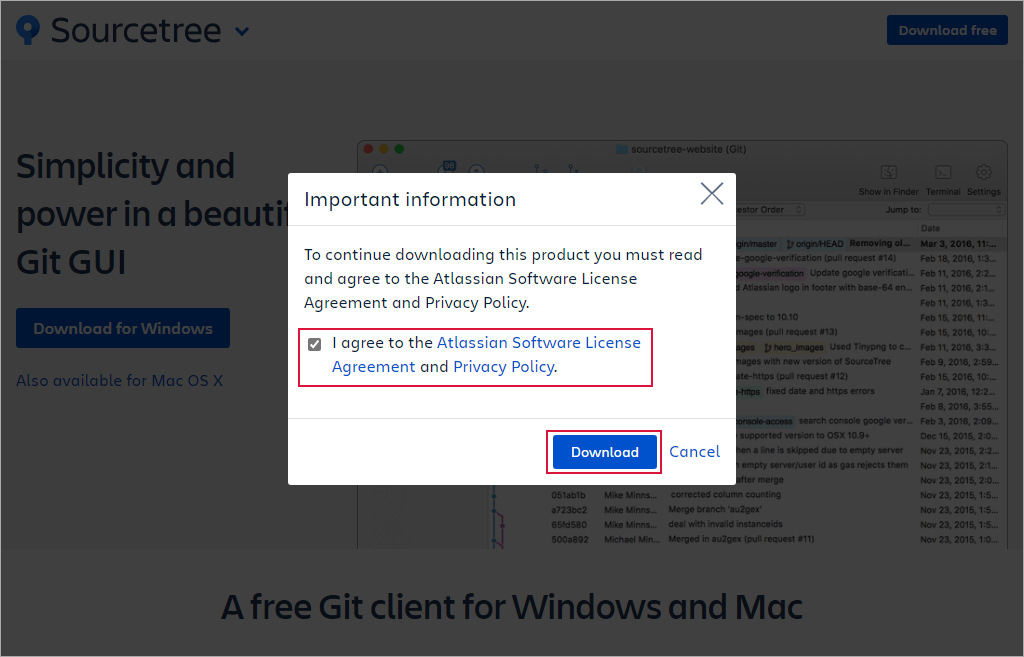 Sourcetree
Download free
Simplicity and
power in a beautif
Git GUI
Download for Windows
Also available for Mac OS X
sourcetree-website (Git)
98
Show in Finder Terminal Settings
estor Order
Jump to:
Date
Important information
To continue downloading this product you must read
and agree to the Atlassian Software License
Agreement and Privacy Policy.
I agree to the Atlassian Software License
Agreement and Privacy Policy.
Download Cancel
gin/master origin/HEAD Removing ol... Mar 3, 2016, 11:...
-google-verification (pull request #14) Feb 18, 2016, 1:3...
google-verification Update google verificati... Feb 11, 2016, 2:2...
d Atlassian logo in footer with base-64 en... Feb 11, 2016, 2:1...
Feb 11, 2016, 2:0...
n-spec to 10.10 Feb 15, 2016, 11:...
mages (pull request #13) Feb 15, 2016, 11:...
ages hero_images Used Tinypng to c... Feb 11, 2016, 3:3...
mages with new version of SourceTree Feb 9, 2016, 2:59...
ate-https (pull request #12) Feb 15, 2016, 10:...
-https fixed date and https errors Jan 7, 2016, 12:2...
Feb 8, 2016, 3:55...
console-access search console google ver... Feb 3, 2016, 2:09...
supported version to OSX 10.9+ Dec 15, 2015, 2:0...
hen a line is skipped due to empty server Nov 23, 2015, 2:2...
empty server/user id as gas rejects them Nov 23, 2015, 2:1...
after merge Nov 23, 2015, 2:0...
051ab1b Mike Minns... corrected column counting Nov 23, 2015, 1:5...
a723bc2 Mike Minns... Merge branch 'au2gex' Nov 23, 2015, 1:5...
65fd580 Mike Minns... deal with invalid instanceids Nov 23, 2015, 1:5...
500a892 Michael Min... Merged in au2gex (pull request #11) Nov 23, 2015, 1:0...
A free Git client for Windows and Mac